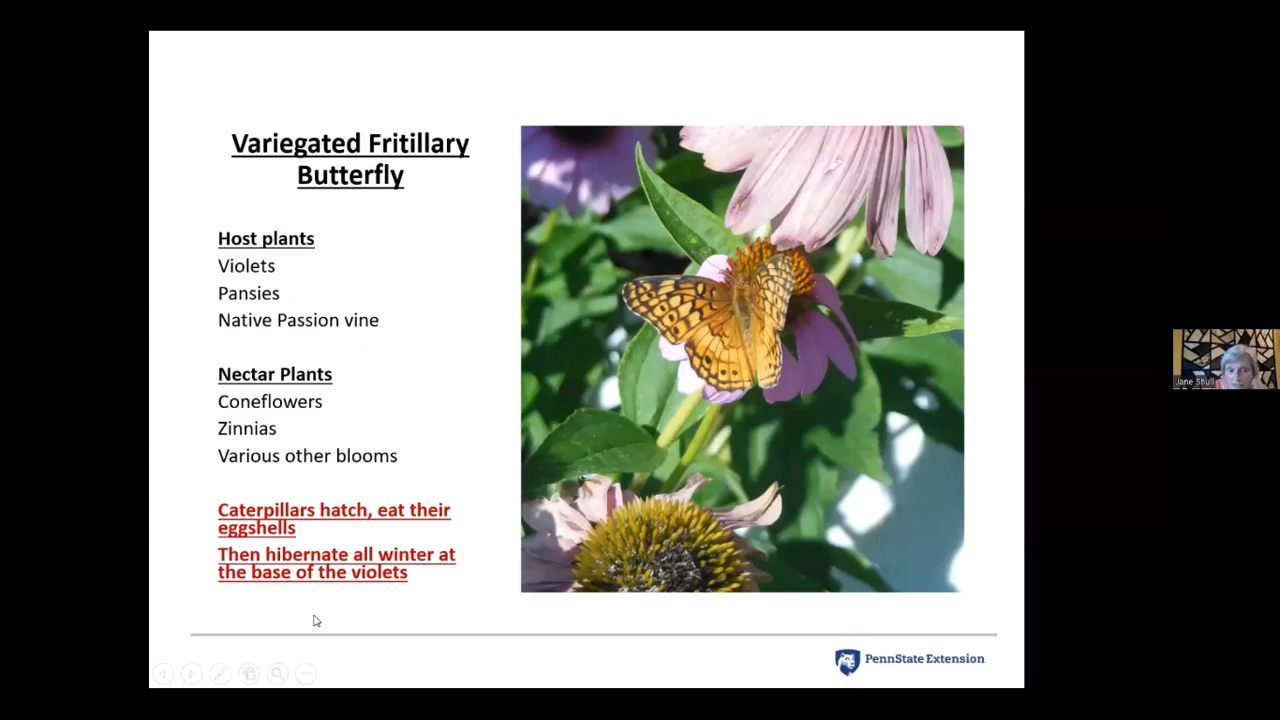 Variegated Fritillary
Butterfly
Host plants
Violets
Pansies
Native Passion vine
Nectar Plants
Coneflowers
Zinnias
Various other blooms
Caterpillars hatch, eat their
eggshells
Then hibernate all winter at
the base of the violets
PennState Extension
Jane Shull